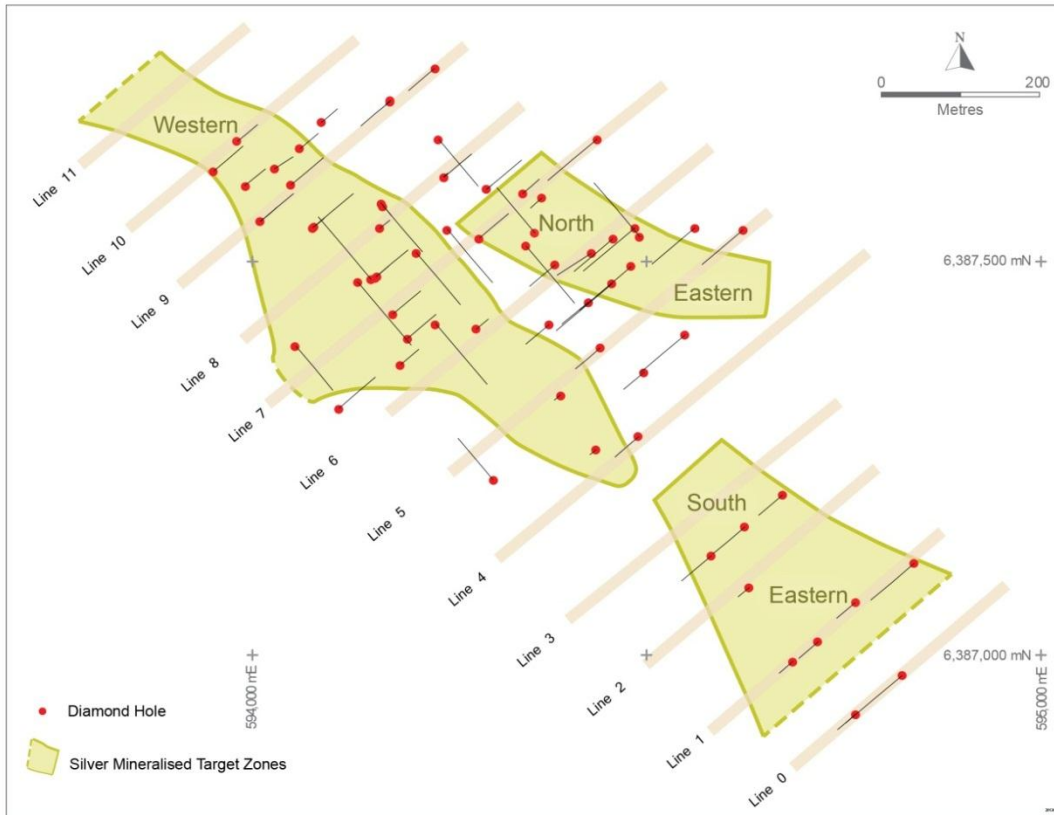 N
0 200
Metres
Western
North
Eastern
South
Eastern
Line 11
Line 10
Line 9
Line 8
Line 7
Line 6
Line 5
Line 4
Line 3
Line 2
Line 1
Line 0
6,387,500 mN
6,387,000 mN
594,000 mE
595,000 mE
Diamond Hole
Silver Mineralised Target Zones